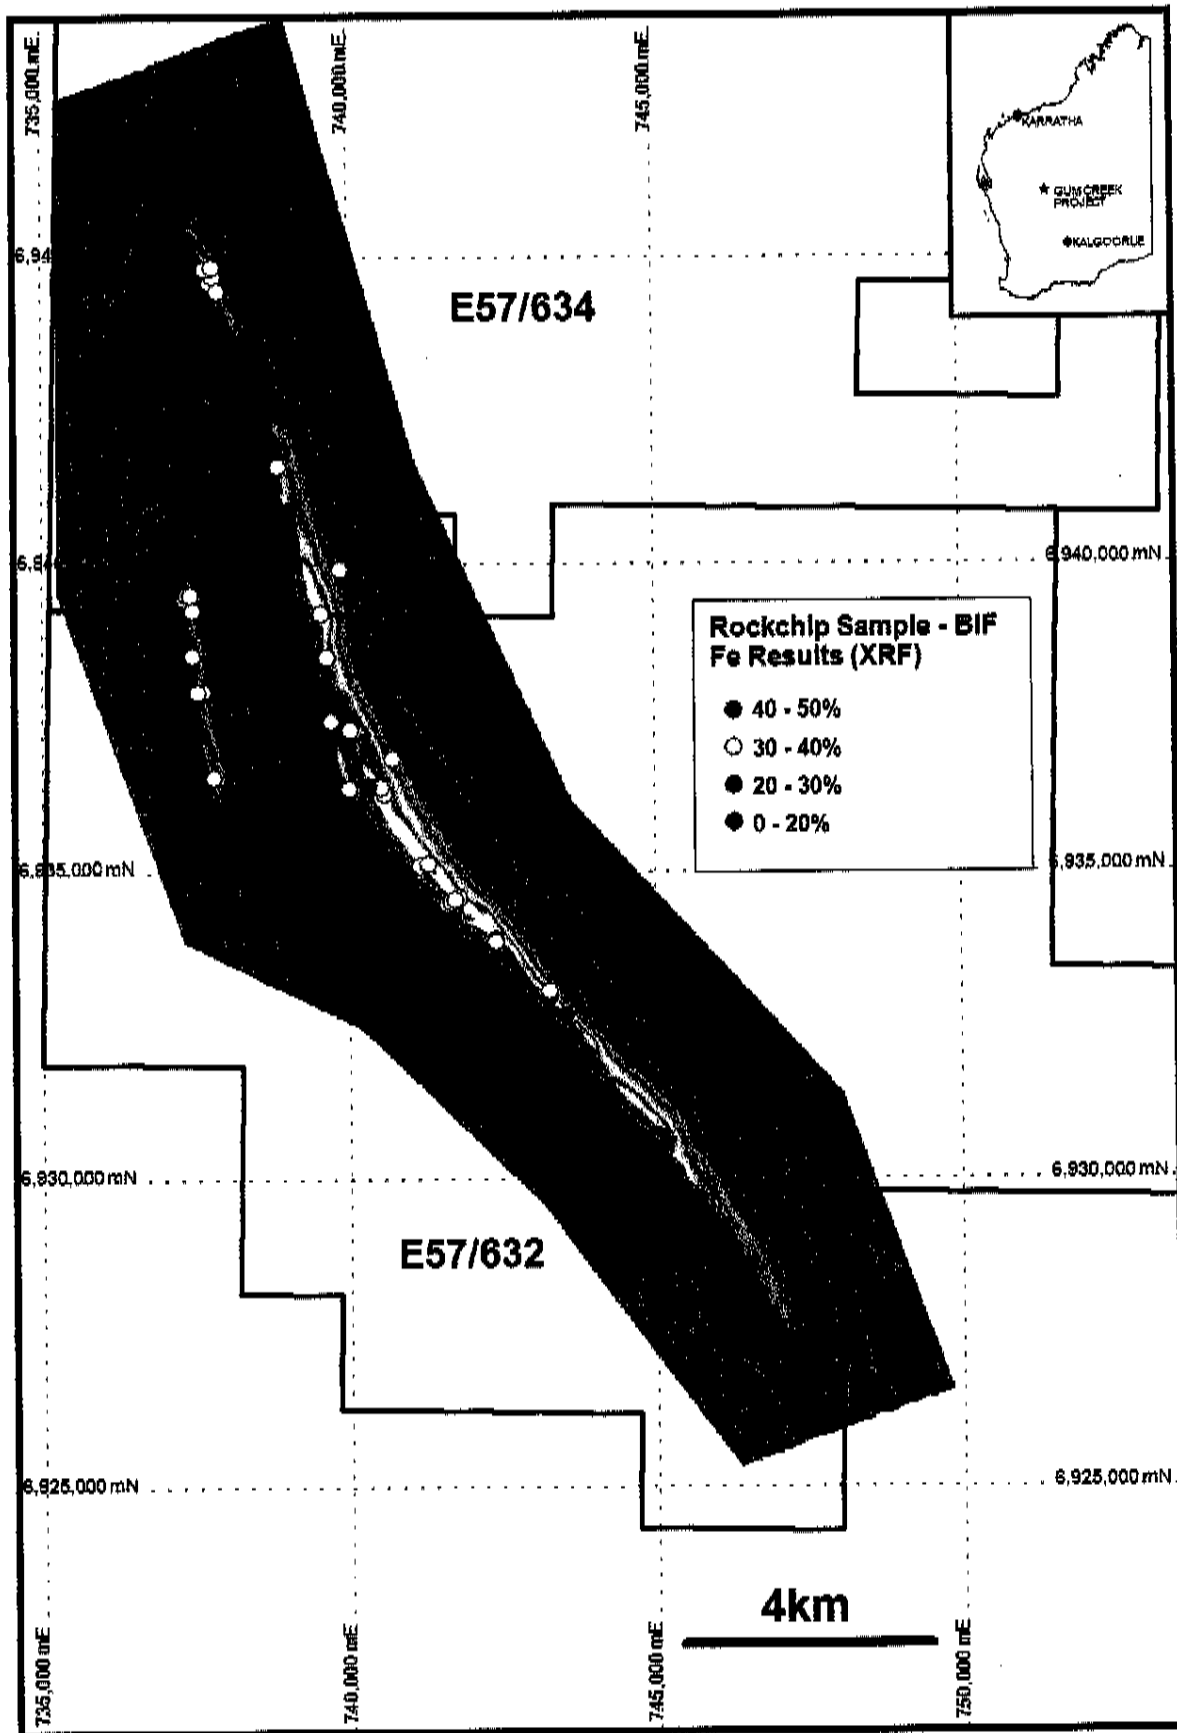 735,000 mE
740,000 mE
745,000 mE
KARRATHA
GUM CREEK
PROJECT
KALGOORLIE
E57/634
6,940,000 mN
Rockchip Sample - BIF
Fe Results (XRF)
40 - 50%
30 - 40%
20 - 30%
0 - 20%
6,935,000 mN
6,935,000 mN
6,930,000 mN
6,930,000 mN
E57/632
6,925,000 mN
6,925,000 mN
4km
735,000 mE
740,000 mE
745,000 mE
750,000 mE